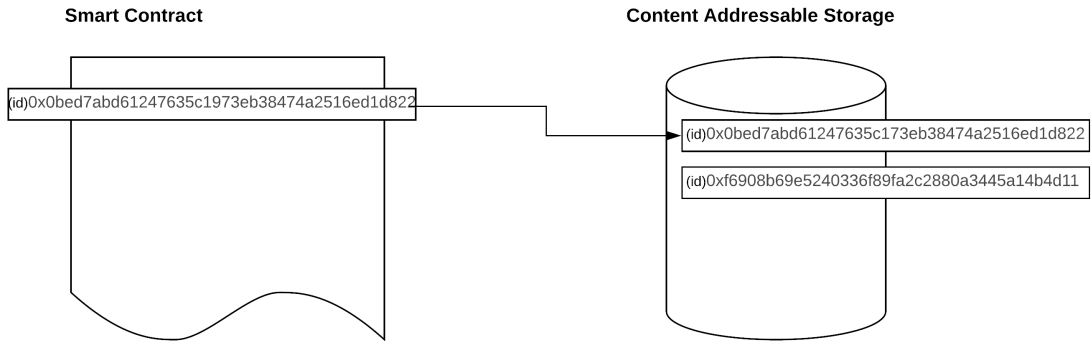 Smart Contract
Content Addressable Storage
(id)0x0bed7abd61247635c1973eb38474a2516ed1d822
(id)0x0bed7abd61247635c173eb38474a2516ed1d822
(id)0xf6908b69e5240336f89fa2c2880a3445a14b4d11